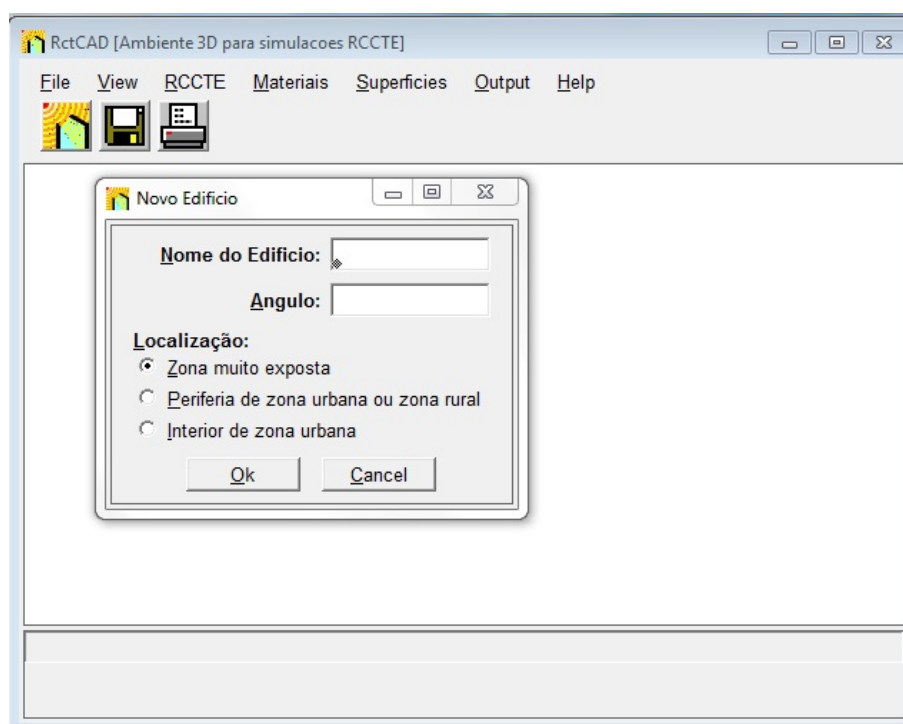 RctCAD [Ambiente 3D para simulacoes RCCTE]
File View RCCTE Materiais Superficies Output Help
Novo Edificio
Nome do Edificio:
Angulo:
Localização:
Zona muito exposta
Periferia de zona urbana ou zona rural
Interior de zona urbana
Ok Cancel